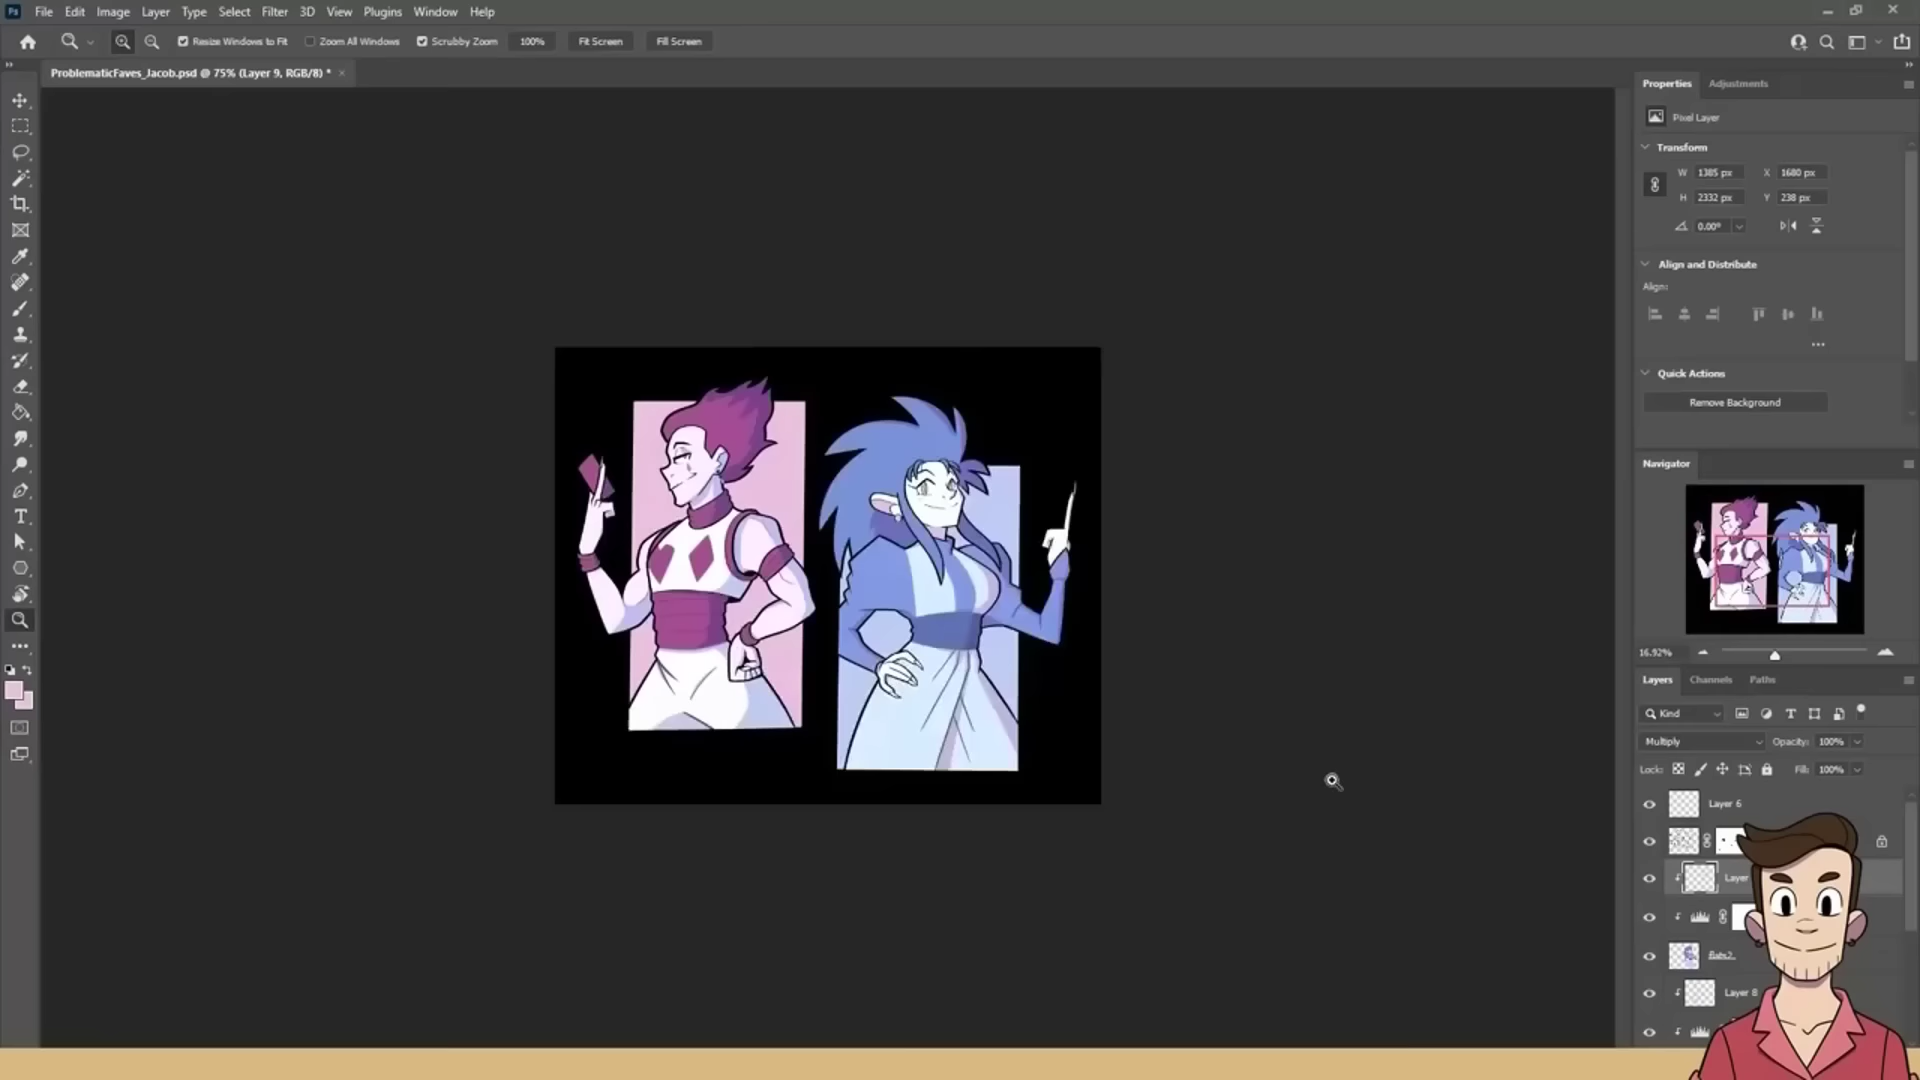 Ps File Edit Image Layer Type Select Filter 3D View Plugins Window Help
Resize Windows to Fit Zoom All Windows Scrubby Zoom 100% Fit Screen Fill Screen
ProblematicFaves_Jacob.psd @ 75% (Layer 9, RGB/8) * ×
Properties Adjustments
Pixel Layer
Transform
W 1385 px X 1680 px
H 2332 px Y 238 px
0.00°
Align and Distribute
Align:
Quick Actions
Remove Background
Navigator
16.92%
Layers Channels Paths
Kind
Multiply Opacity: 100%
Lock: Fill: 100%
Layer 6
Layer
Flats2
Layer 8